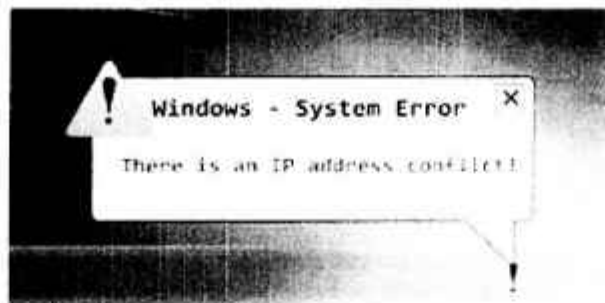 Windows - System Error
There is an IP address conflict!